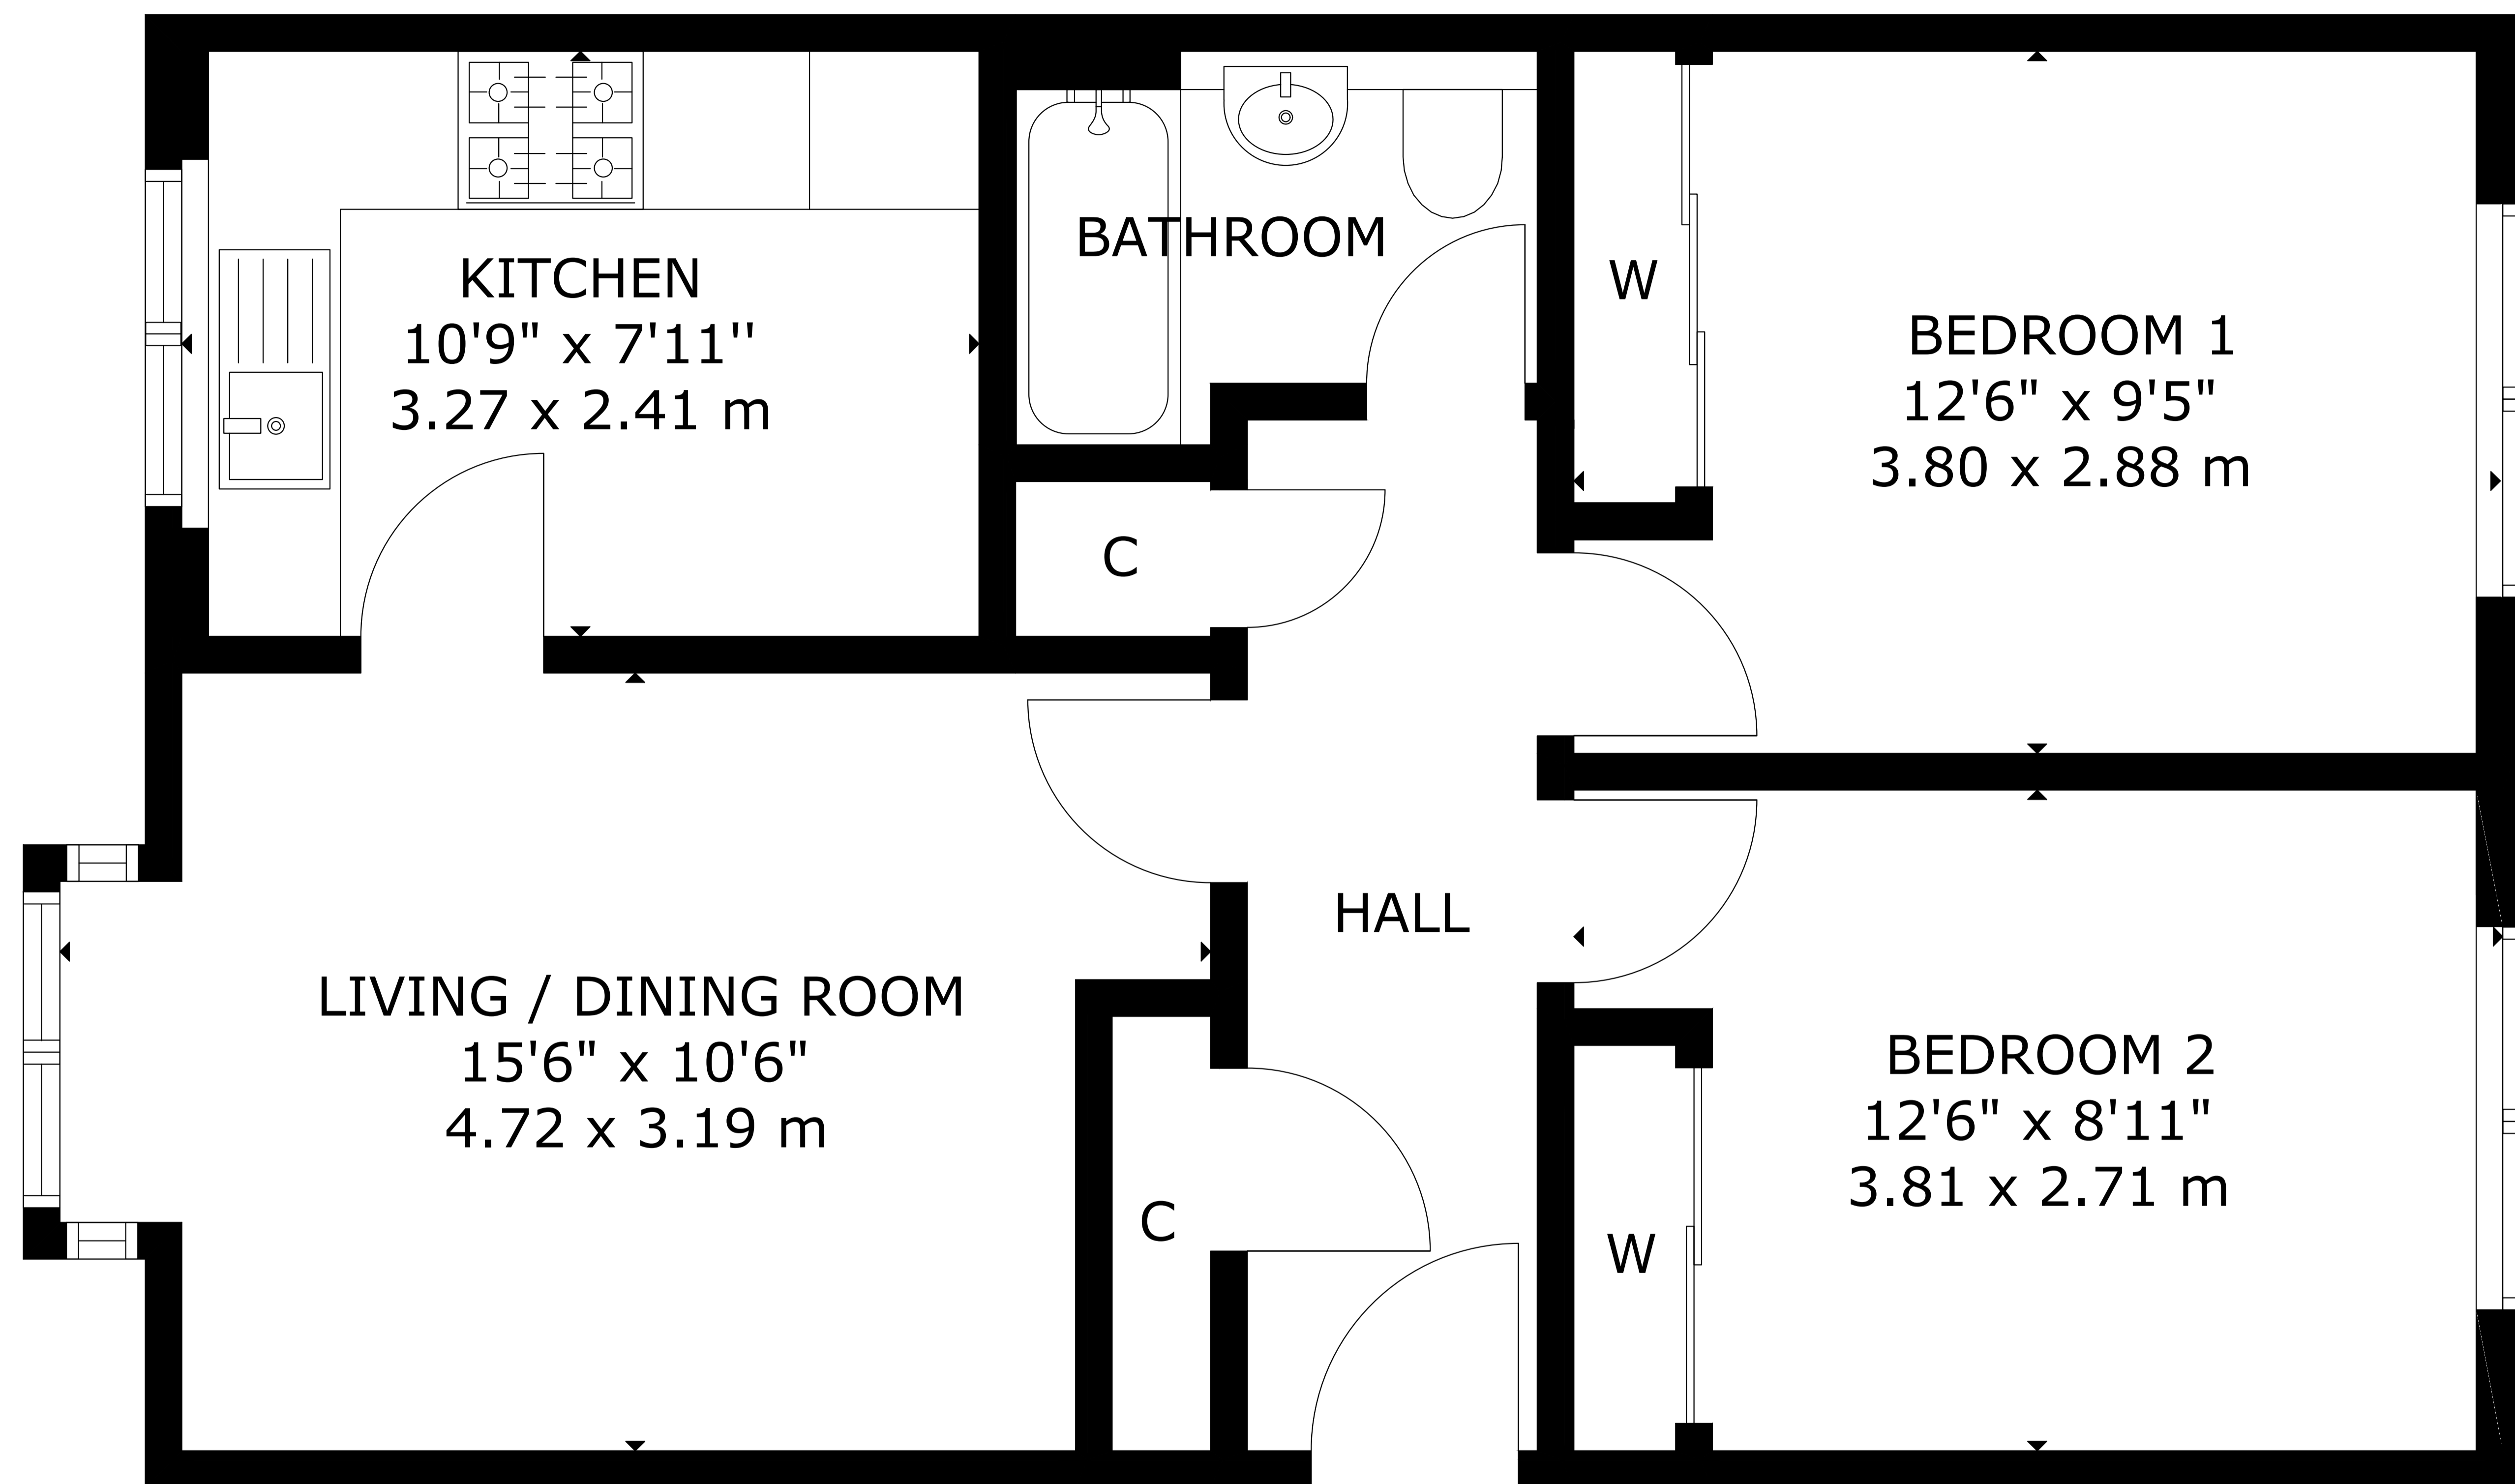 KITCHEN
10'9" x 7'11''
3.27 x 2.41 m
BATHROOM
W
BEDROOM 1
12'6" x 9'5"
3.80 x 2.88 m
C
HALL
LIVING / DINING ROOM
15'6" x 10'6"
4.72 x 3.19 m
C
W
BEDROOM 2
12'6" x 8'11"
3.81 x 2.71 m